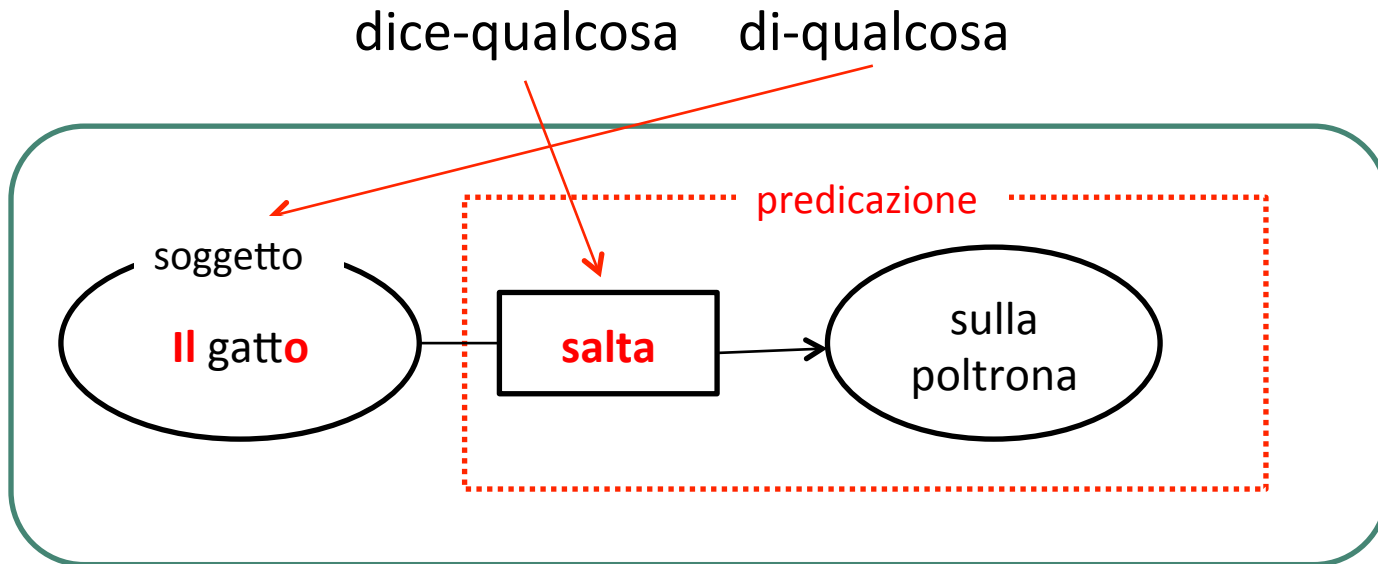 dice-qualcosa di-qualcosa
predicazione
soggetto
Il gatto
salta
sulla
poltrona